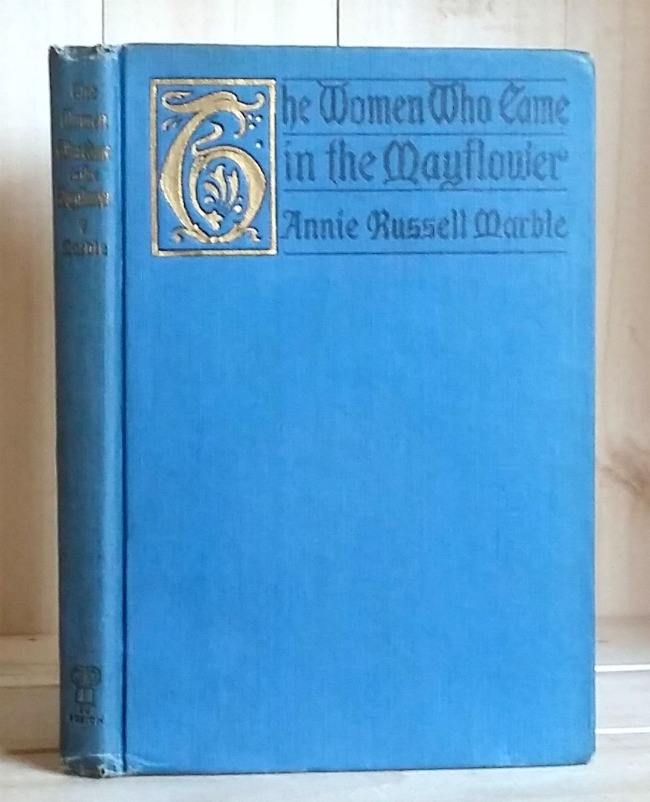 The Women Who Came
in the Mayflower
Annie Russell Marble
The
Women
Who Came
in the
Mayflower
Marble